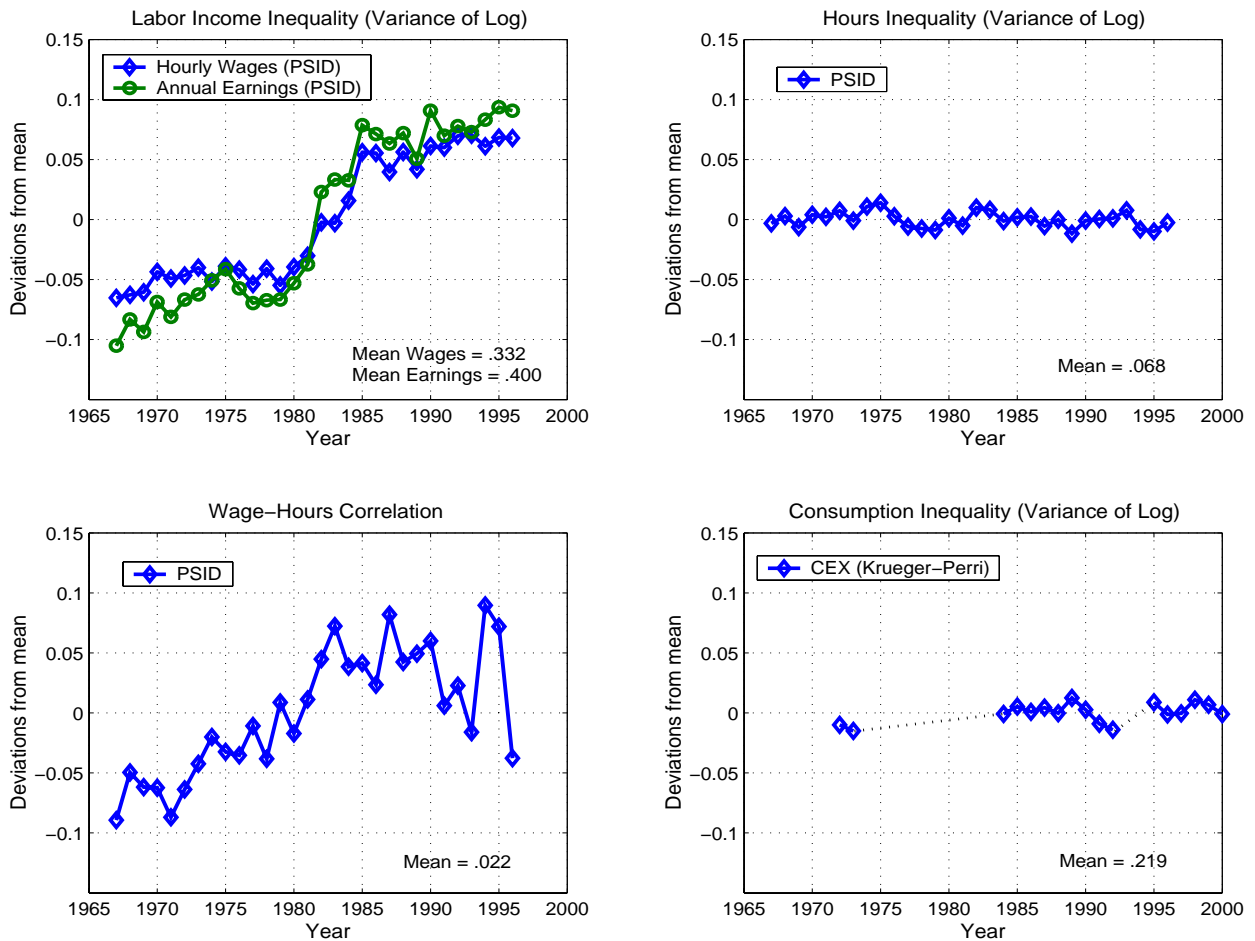 Labor Income Inequality (Variance of Log)
0.15
0.1
0.05
0
−0.05
−0.1
Deviations from mean
Hourly Wages (PSID)
Annual Earnings (PSID)
Mean Wages = .332
Mean Earnings = .400
1965 1970 1975 1980 1985 1990 1995 2000
Year
Hours Inequality (Variance of Log)
0.15
0.1
0.05
0
−0.05
−0.1
Deviations from mean
PSID
Mean = .068
1965 1970 1975 1980 1985 1990 1995 2000
Year
Wage−Hours Correlation
0.15
0.1
0.05
0
−0.05
−0.1
Deviations from mean
PSID
Mean = .022
1965 1970 1975 1980 1985 1990 1995 2000
Year
Consumption Inequality (Variance of Log)
0.15
0.1
0.05
0
−0.05
−0.1
Deviations from mean
CEX (Krueger−Perri)
Mean = .219
1965 1970 1975 1980 1985 1990 1995 2000
Year